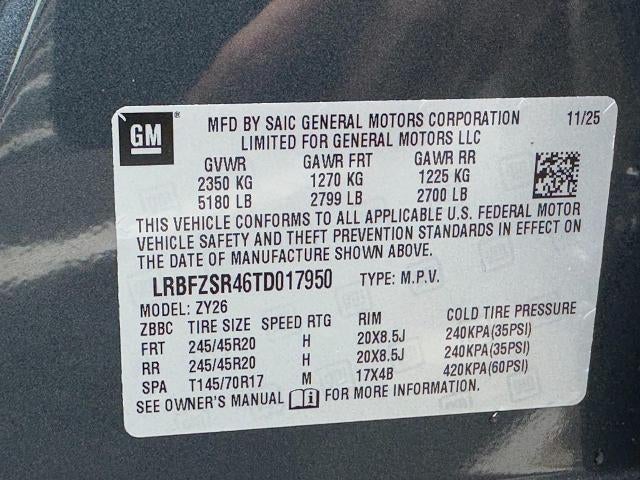 GM ® MFD BY SAIC GENERAL MOTORS CORPORATION 11/25
LIMITED FOR GENERAL MOTORS LLC
GVWR GAWR FRT GAWR RR
2350 KG 1270 KG 1225 KG
5180 LB 2799 LB 2700 LB
THIS VEHICLE CONFORMS TO ALL APPLICABLE U.S. FEDERAL MOTOR
VEHICLE SAFETY AND THEFT PREVENTION STANDARDS IN EFFECT ON
THE DATE OF MANUFACTURE SHOWN ABOVE.
LRBFZSR46TD017950 TYPE: M.P.V.
MODEL: ZY26
ZBBC TIRE SIZE SPEED RTG RIM COLD TIRE PRESSURE
FRT 245/45R20 H 20X8.5J 240KPA(35PSI)
RR 245/45R20 H 20X8.5J 240KPA(35PSI)
SPA T145/70R17 M 17X4B 420KPA(60PSI)
SEE OWNER'S MANUAL i FOR MORE INFORMATION.